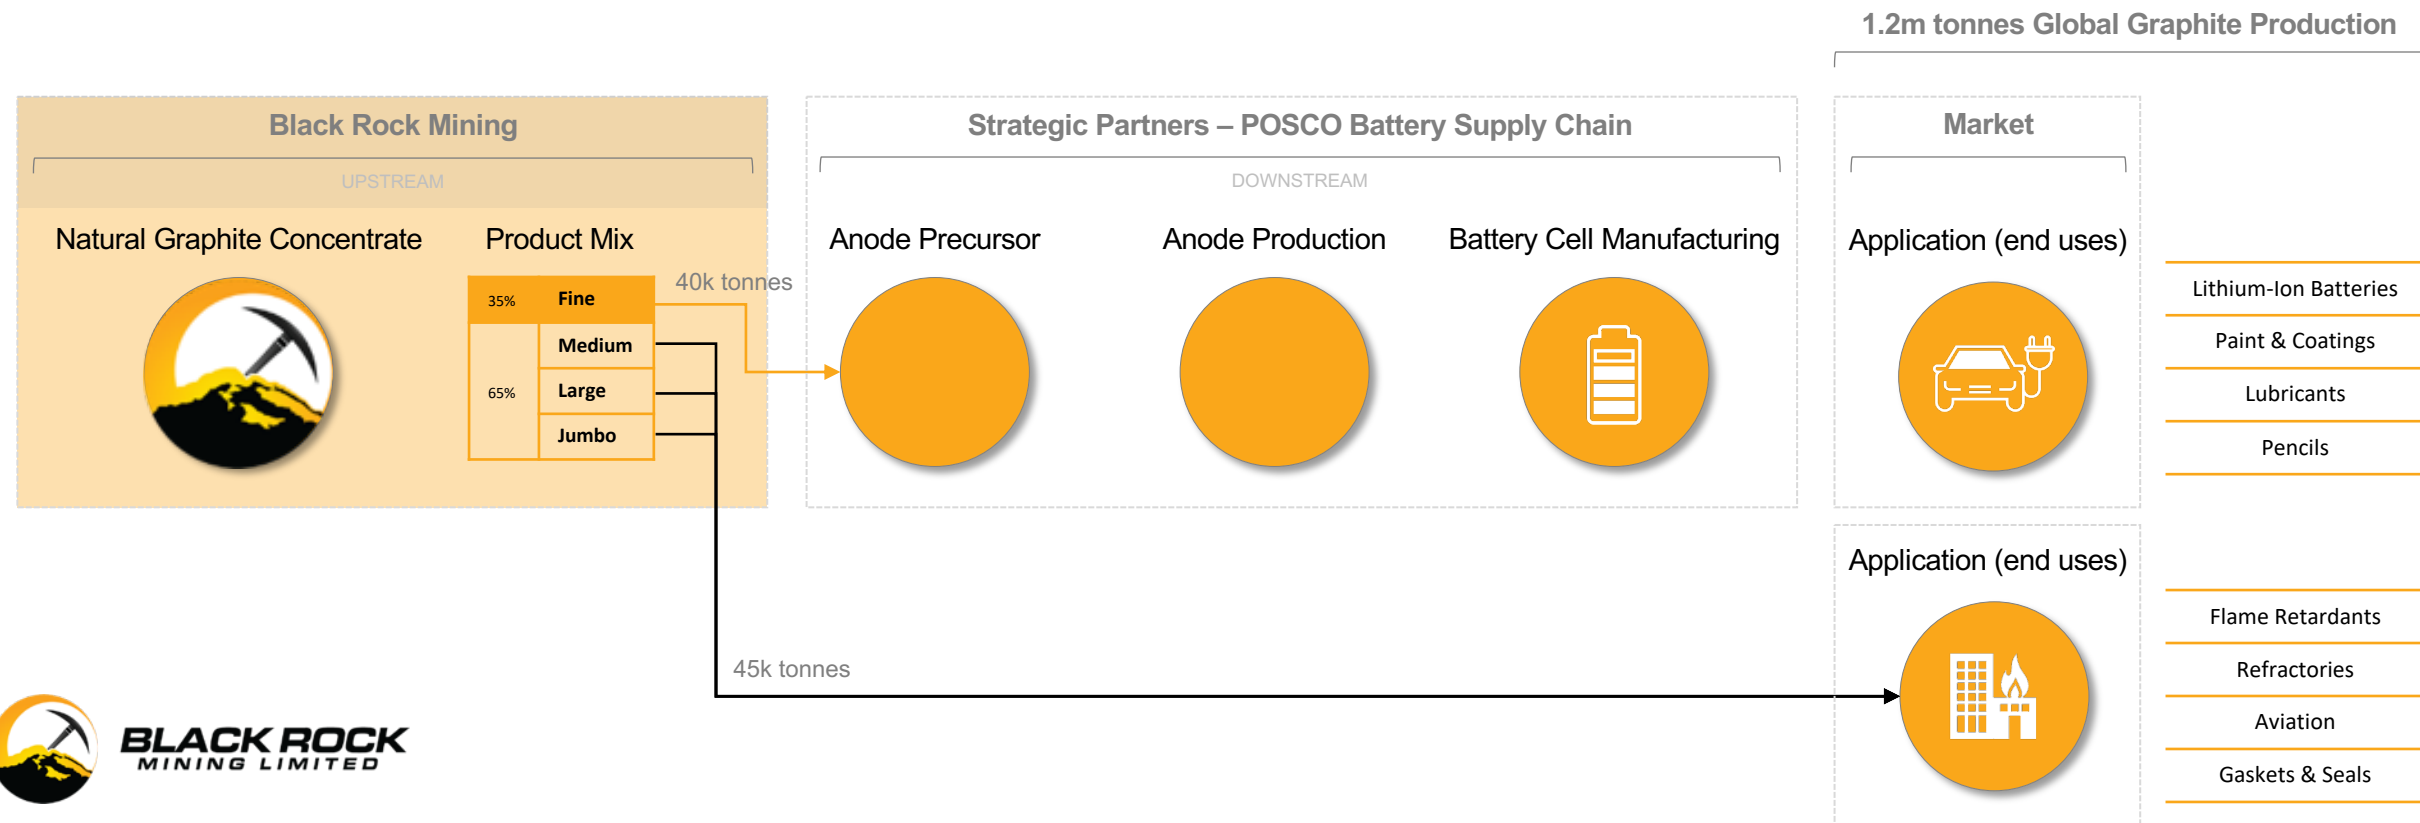 1.2m tonnes Global Graphite Production
Black Rock Mining
UPSTREAM
Natural Graphite Concentrate
Product Mix
35% Fine
Medium
65% Large
Jumbo
40k tonnes
45k tonnes
Strategic Partners – POSCO Battery Supply Chain
DOWNSTREAM
Anode Precursor
Anode Production
Battery Cell Manufacturing
Market
Application (end uses)
Lithium-Ion Batteries
Paint & Coatings
Lubricants
Pencils
Application (end uses)
Flame Retardants
Refractories
Aviation
Gaskets & Seals
BLACK ROCK
MINING LIMITED